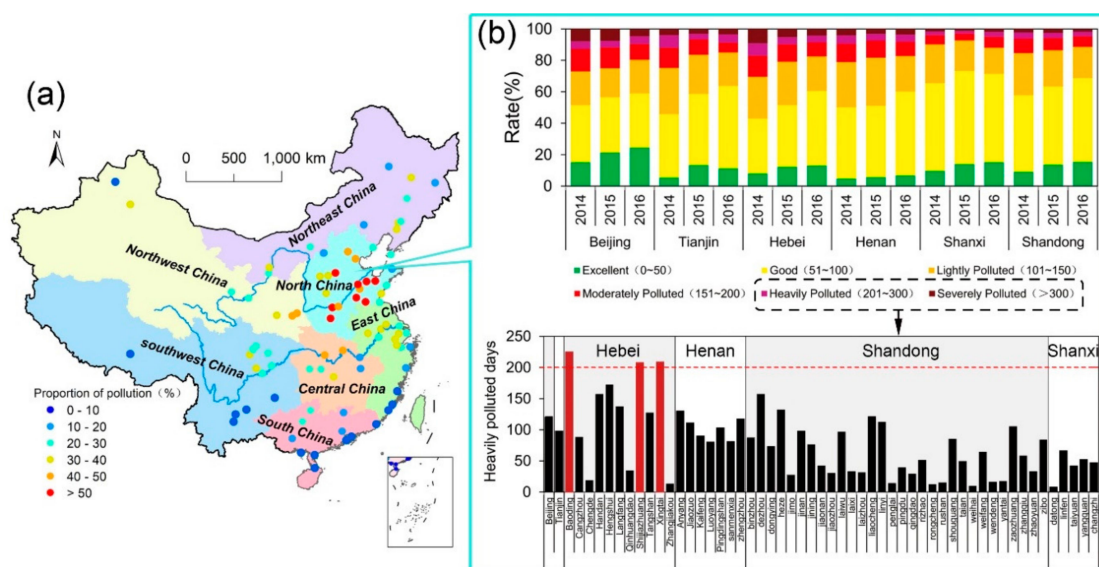 (a)
N
0 500 1,000 km
Northeast China
Northwest China
North China
East China
southwest China
Central China
South China
Proportion of pollution (%)
0 - 10
10 - 20
20 - 30
30 - 40
40 - 50
> 50
(b)
Rate(%)
100
80
60
40
20
0
2014 2015 2016 2014 2015 2016 2014 2015 2016 2014 2015 2016 2014 2015 2016 2014 2015 2016
Beijing Tianjin Hebei Henan Shanxi Shandong
Excellent (0~50) Good (51~100) Lightly Polluted (101~150)
Moderately Polluted (151~200) Heavily Polluted (201~300) Severely Polluted (>300)
Heavily polluted days
250
200
150
100
50
0
Hebei Henan Shandong Shanxi
Beijing Tianjin Baoding Cangzhou Chengde Handan Hengshui Langfang Qinhuangdao Shijiazhuang Tangshan Xingtai Zhangjiakou Anyang Jiaozuo Kaifeng Luoyang Pingdingshan sanmenxia zhengzhou binzhou dezhou dongying heze jimo jinan jining jiaonan jiaozhou laiwu laixi laizhou liaocheng linyi penglai pingdu qingdao rizhao rongcheng rushan shouguang taian weihai weifang wendeng yantai zaozhuang zhangqiu zhaoyuan zibo datong linfen taiyuan yangquan changzhi